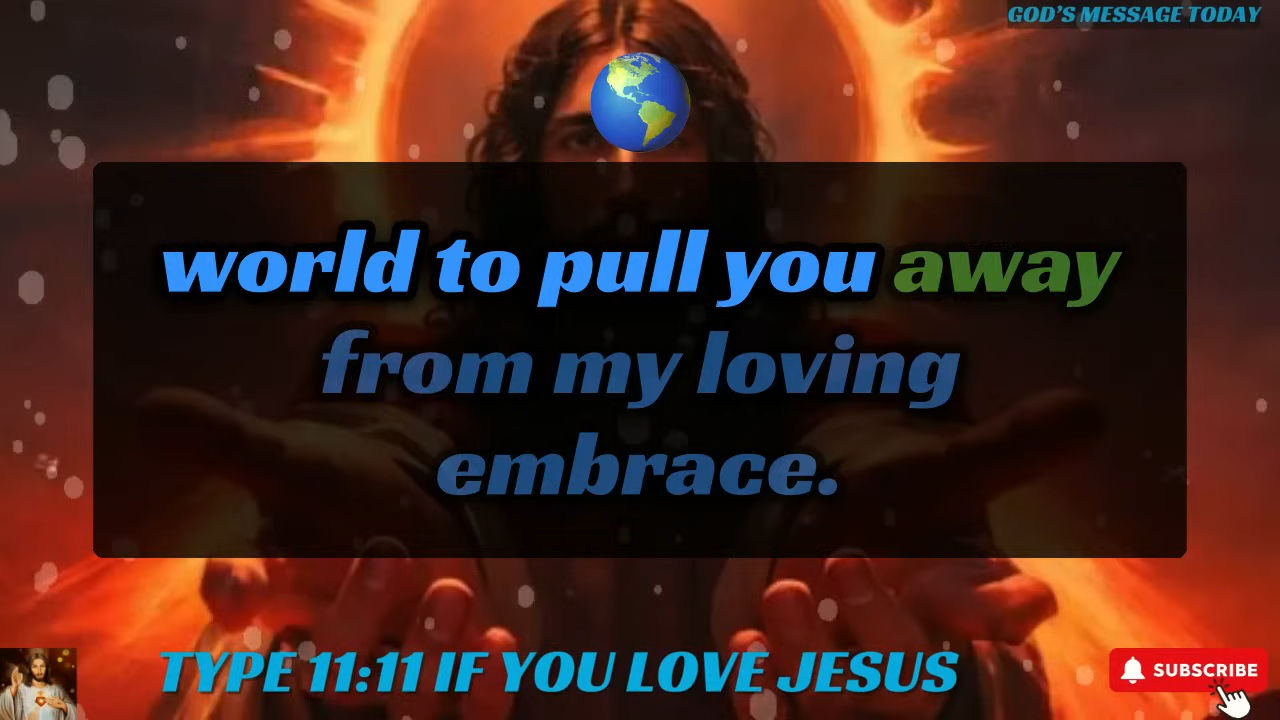 GOD'S MESSAGE TODAY
world to pull you away
from my loving
embrace.
TYPE 11:11 IF YOU LOVE JESUS
SUBSCRIBE